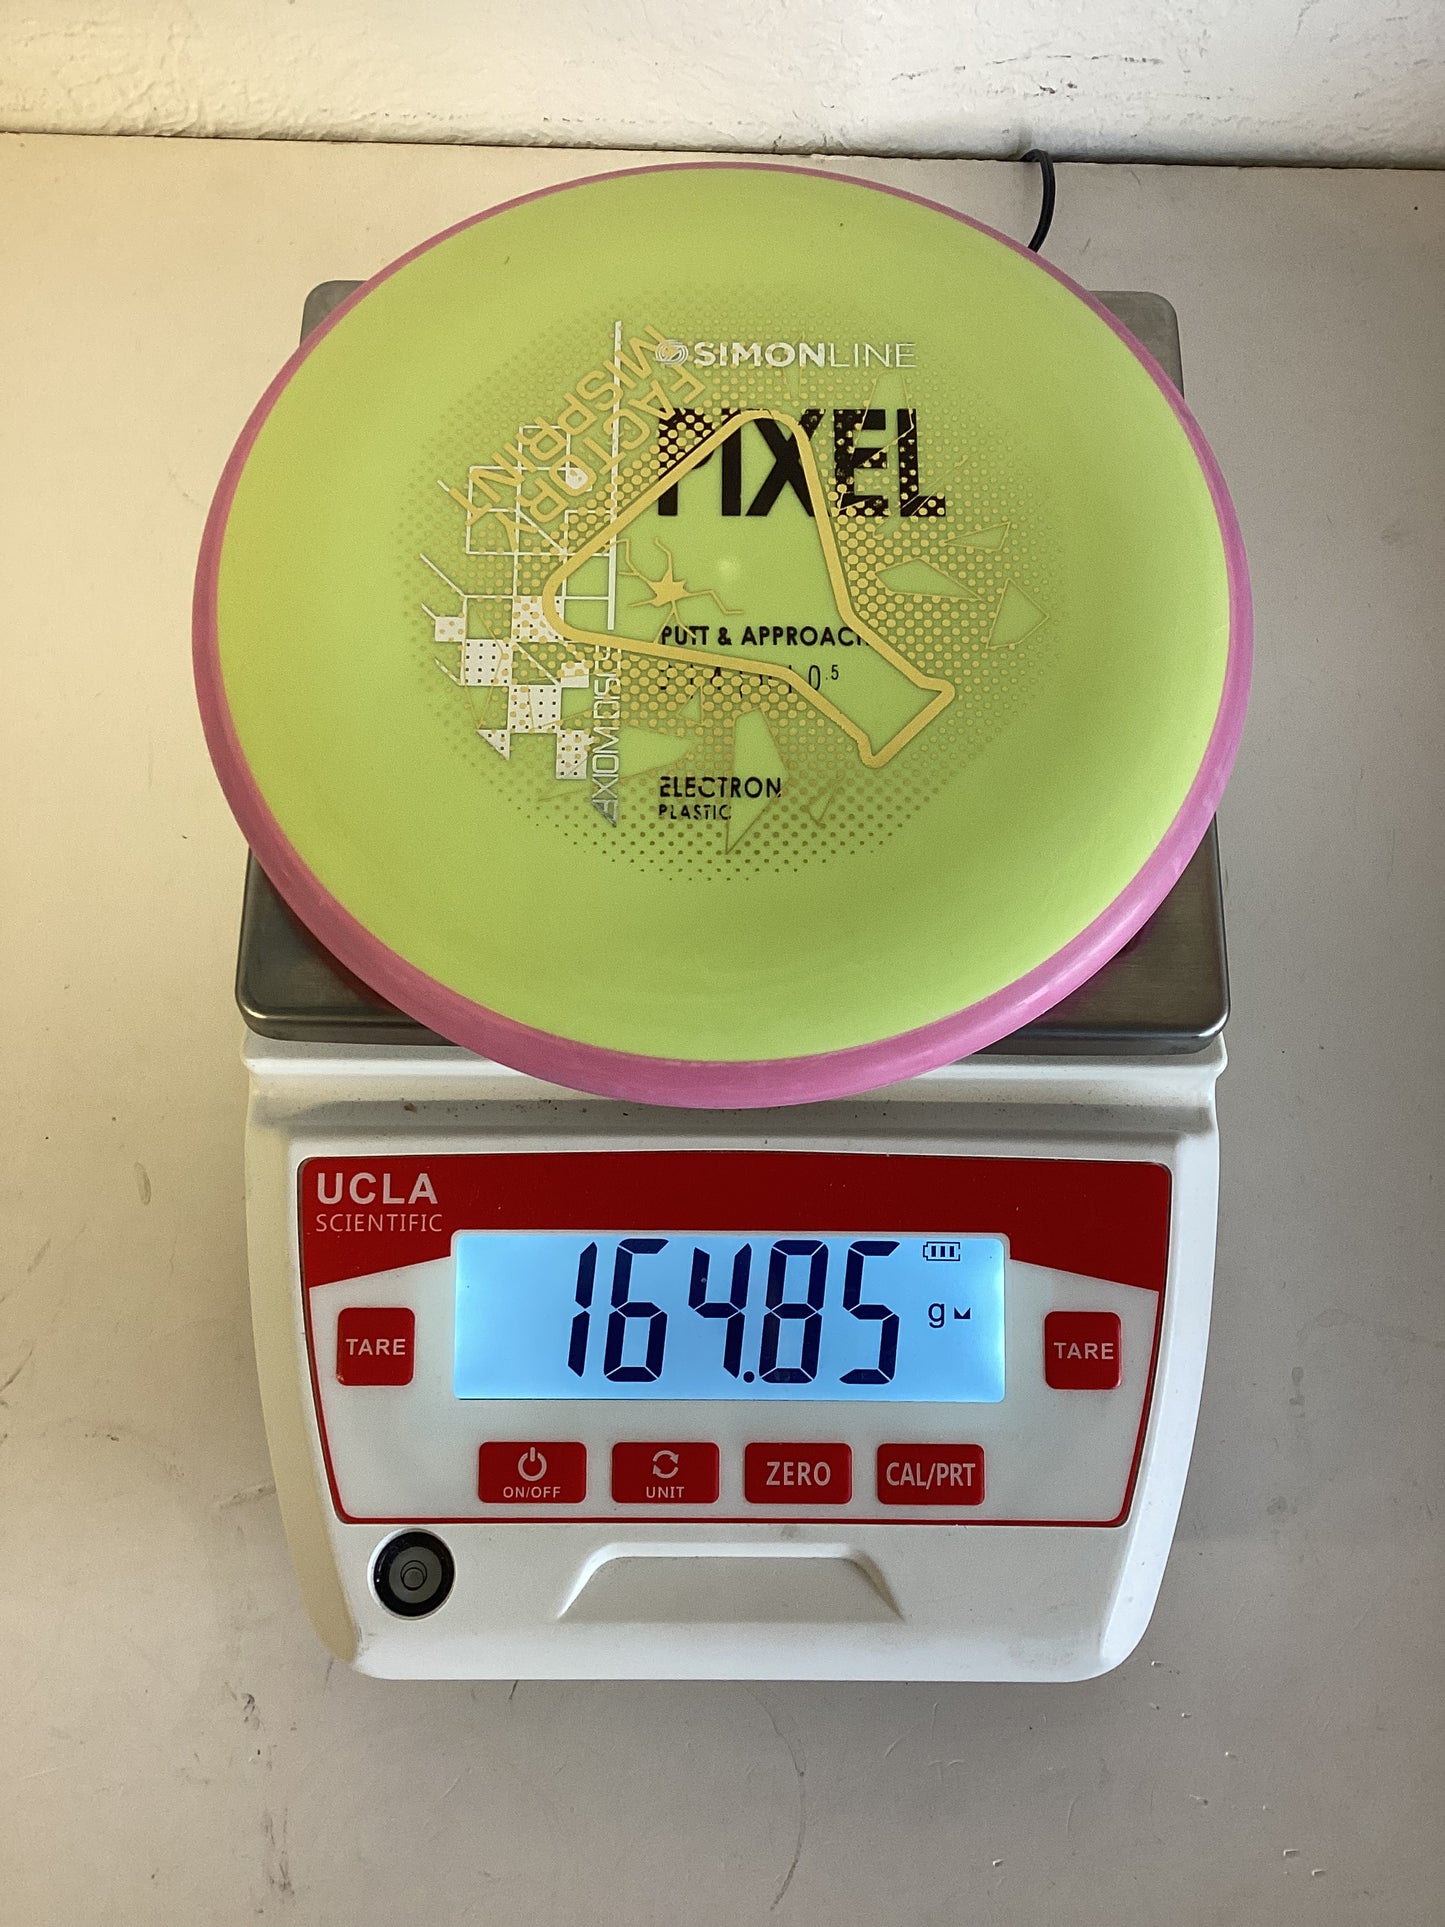 SIMONLINE
FACTORY
MISPRINT
PIXEL
PUTT & APPROACH
AXIOM DISCS
ELECTRON
PLASTIC
UCLA
SCIENTIFIC
164.85 g
TARE
TARE
ON/OFF
UNIT
ZERO
CAL/PRT